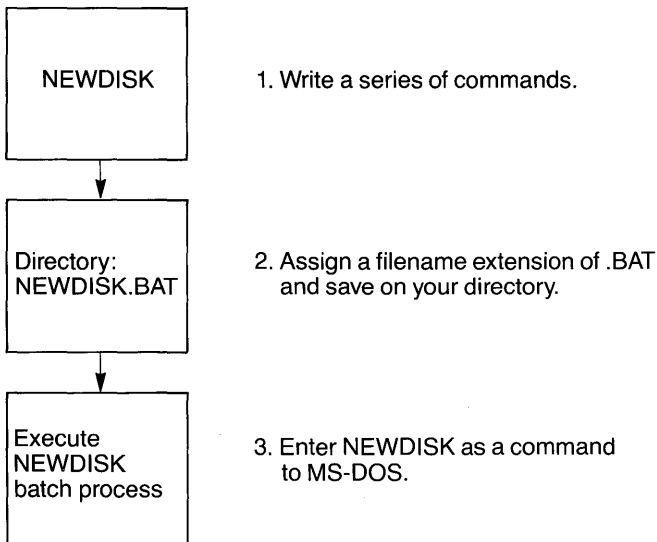 NEWDISK
1. Write a series of commands.
Directory:
NEWDISK.BAT
2. Assign a filename extension of .BAT
and save on your directory.
Execute
NEWDISK
batch process
3. Enter NEWDISK as a command
to MS-DOS.